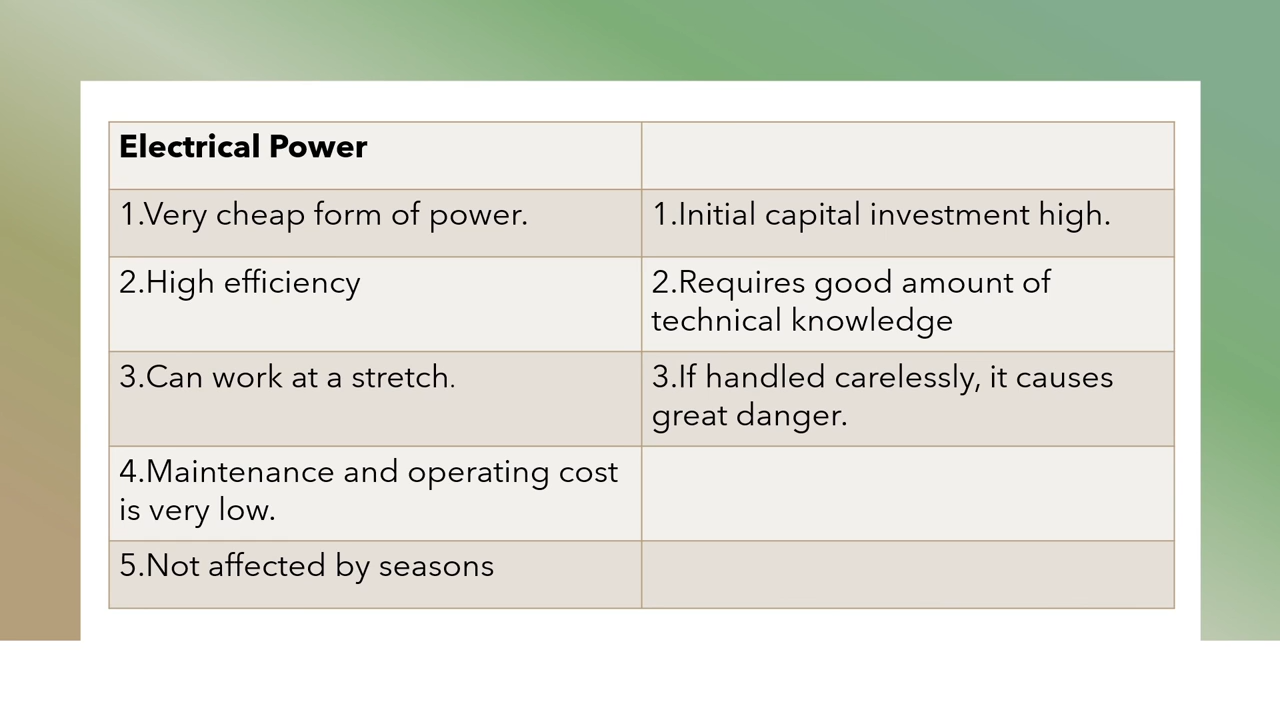 Electrical Power
1.Very cheap form of power.
1.Initial capital investment high.
2.High efficiency
2.Requires good amount of
technical knowledge
3.Can work at a stretch.
3.If handled carelessly, it causes
great danger.
4.Maintenance and operating cost
is very low.
5.Not affected by seasons